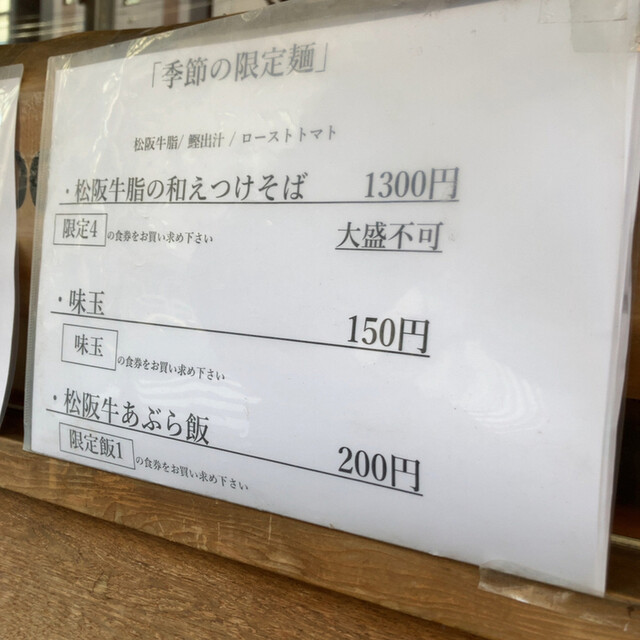 「季節の限定麺」
松阪牛脂/ 鰹出汁/ ローストトマト
・松阪牛脂の和えつけそば 1300円
限定4 の食券をお買い求め下さい 大盛不可
・味玉 150円
味玉 の食券をお買い求め下さい
・松阪牛あぶら飯 200円
限定飯1 の食券をお買い求め下さい